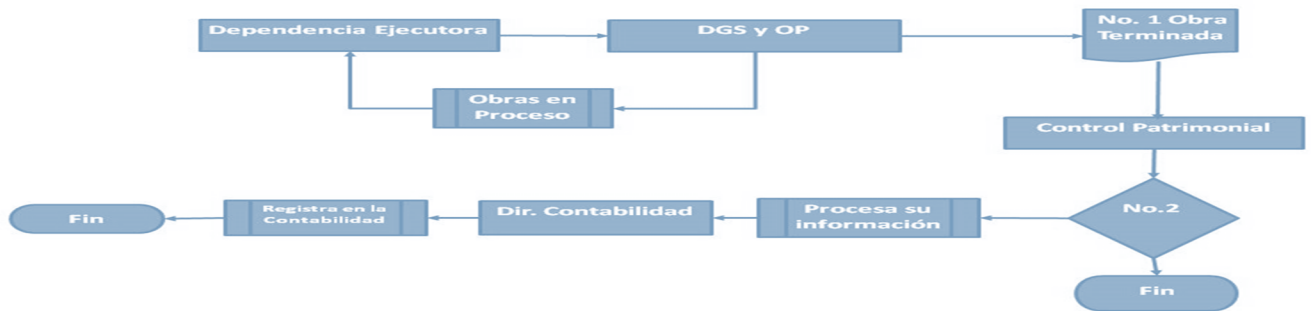 Dependencia Ejecutora
DGS y OP
No. 1 Obra
Terminada
Obras en
Proceso
Control Patrimonial
No.2
Procesa su
información
Dir. Contabilidad
Registra en la
Contabilidad
Fin
Fin